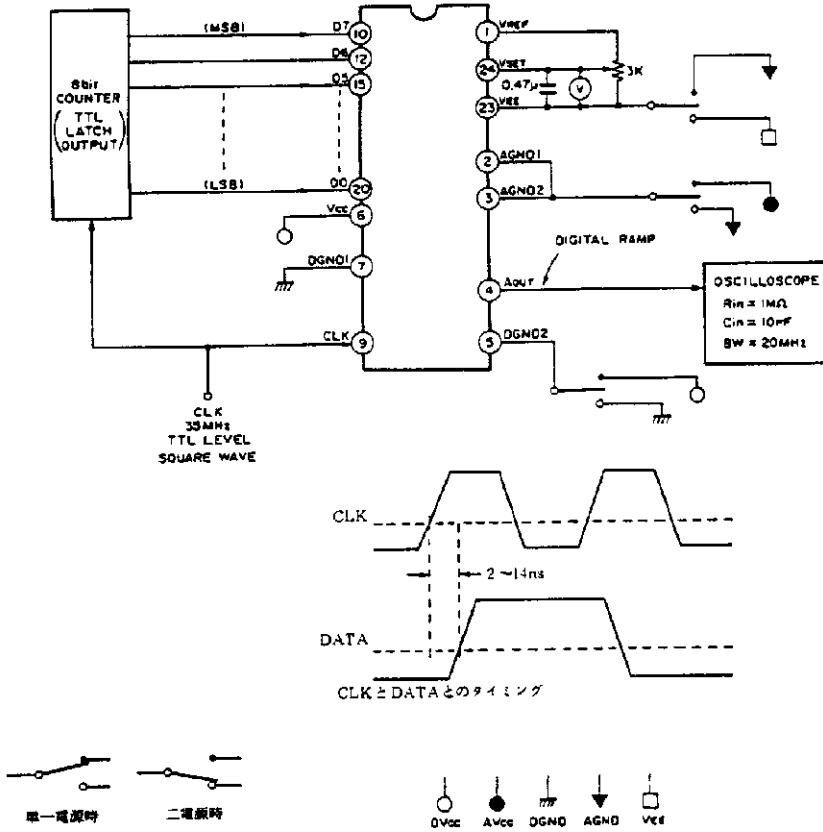 (MSB)
D7
10
D6
12
D5
15
8bit
COUNTER
(TTL
LATCH
OUTPUT)
(LSB)
D0
20
Vcc
6
DGND1
7
CLK
9
CLK
35MHz
TTL LEVEL
SQUARE WAVE
1
VREF
24
VSET
3K
0.47μ
V
23
VEE
2
AGND1
3
AGND2
DIGITAL RAMP
4
AOUT
OSCILLOSCOPE
Rin = 1MΩ
Cin = 10PF
BW = 20MHz
5
DGND2
CLK
2〜14ns
DATA
CLKとDATAとのタイミング
単一電源時
二電源時
DVcc
AVcc
DGND
AGND
VEE